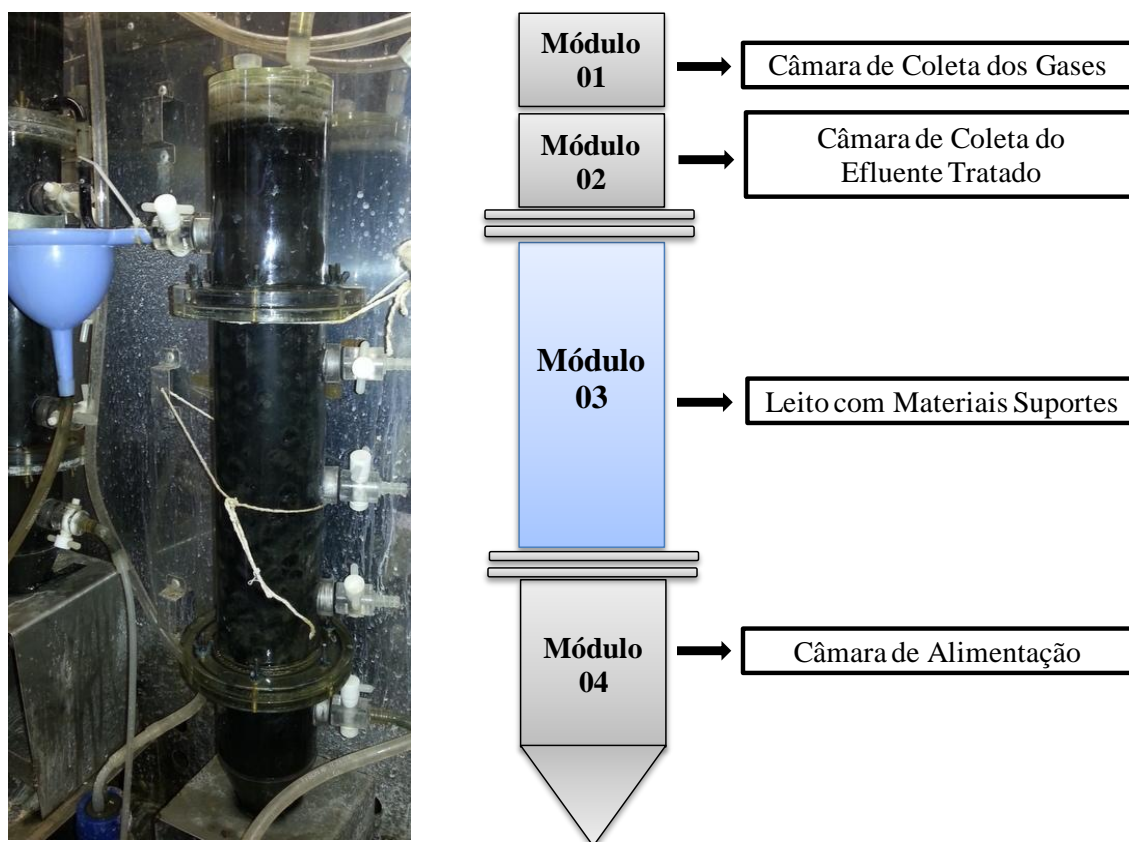 Módulo
01
Câmara de Coleta dos Gases
Módulo
02
Câmara de Coleta do
Efluente Tratado
Módulo
03
Leito com Materiais Suportes
Módulo
04
Câmara de Alimentação